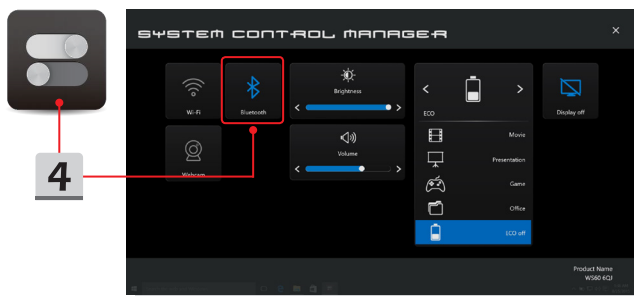 SYSTEM CONTROL MANAGER
Wi-Fi
Bluetooth
Brightness
ECO
Display off
Movie
Webcam
Volume
Presentation
Game
Office
ECO off
4
Product Name
WS60 6QJ